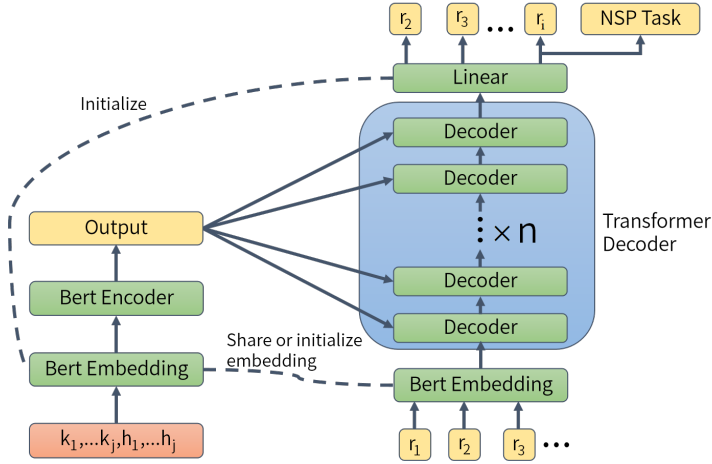 r2 r3 ... ri NSP Task
Linear
Initialize
Decoder
Decoder
⋮ × n
Transformer
Decoder
Output
Decoder
Bert Encoder
Decoder
Share or initialize
embedding
Bert Embedding
Bert Embedding
k1,...kj,h1,...hj
r1 r2 r3 ...